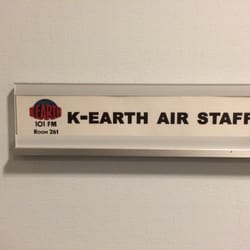 K-EARTH
101 FM
ROOM 261
K-EARTH AIR STAFF